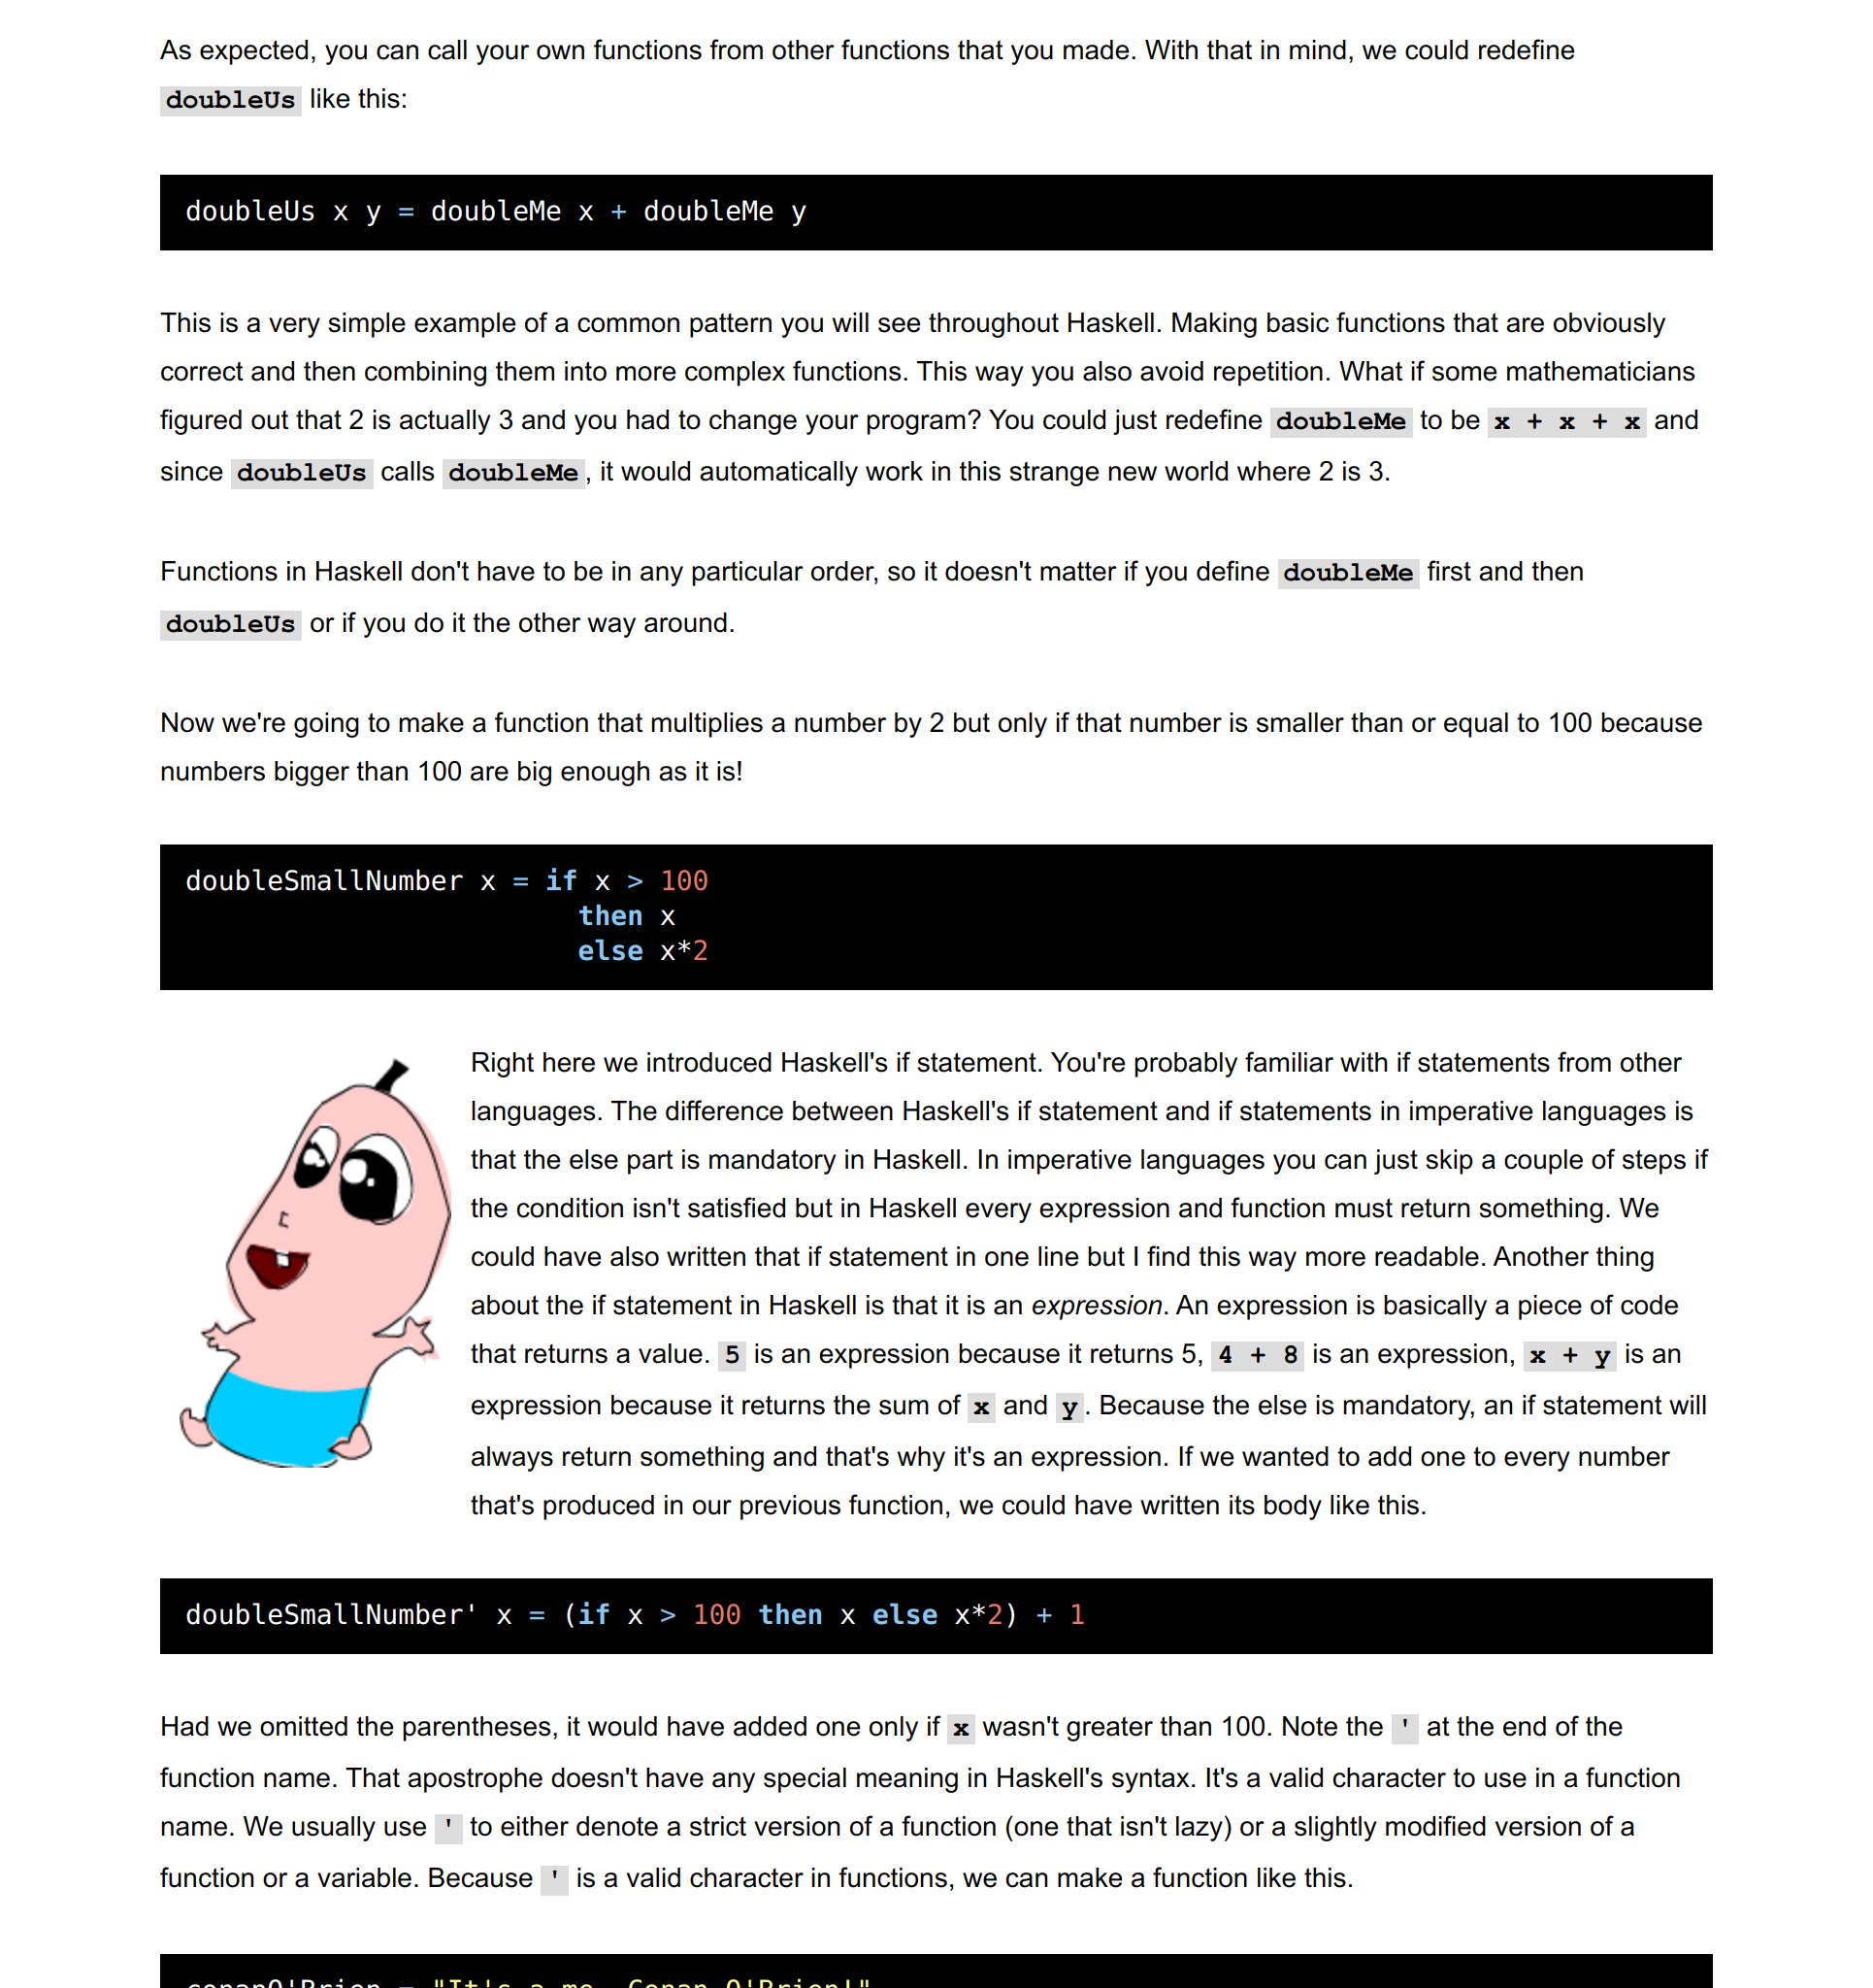 As expected, you can call your own functions from other functions that you made. With that in mind, we could redefine
doubleUs like this:
doubleUs x y = doubleMe x + doubleMe y
This is a very simple example of a common pattern you will see throughout Haskell. Making basic functions that are obviously
correct and then combining them into more complex functions. This way you also avoid repetition. What if some mathematicians
figured out that 2 is actually 3 and you had to change your program? You could just redefine doubleMe to be x + x + x and
since doubleUs calls doubleMe, it would automatically work in this strange new world where 2 is 3.
Functions in Haskell don't have to be in any particular order, so it doesn't matter if you define doubleMe first and then
doubleUs or if you do it the other way around.
Now we're going to make a function that multiplies a number by 2 but only if that number is smaller than or equal to 100 because
numbers bigger than 100 are big enough as it is!
doubleSmallNumber x = if x > 100
                        then x
                        else x*2
Right here we introduced Haskell's if statement. You're probably familiar with if statements from other
languages. The difference between Haskell's if statement and if statements in imperative languages is
that the else part is mandatory in Haskell. In imperative languages you can just skip a couple of steps if
the condition isn't satisfied but in Haskell every expression and function must return something. We
could have also written that if statement in one line but I find this way more readable. Another thing
about the if statement in Haskell is that it is an expression. An expression is basically a piece of code
that returns a value. 5 is an expression because it returns 5, 4 + 8 is an expression, x + y is an
expression because it returns the sum of x and y. Because the else is mandatory, an if statement will
always return something and that's why it's an expression. If we wanted to add one to every number
that's produced in our previous function, we could have written its body like this.
doubleSmallNumber' x = (if x > 100 then x else x*2) + 1
Had we omitted the parentheses, it would have added one only if x wasn't greater than 100. Note the ' at the end of the
function name. That apostrophe doesn't have any special meaning in Haskell's syntax. It's a valid character to use in a function
name. We usually use ' to either denote a strict version of a function (one that isn't lazy) or a slightly modified version of a
function or a variable. Because ' is a valid character in functions, we can make a function like this.
conanO'Brien = "It's a-me, Conan O'Brien!"